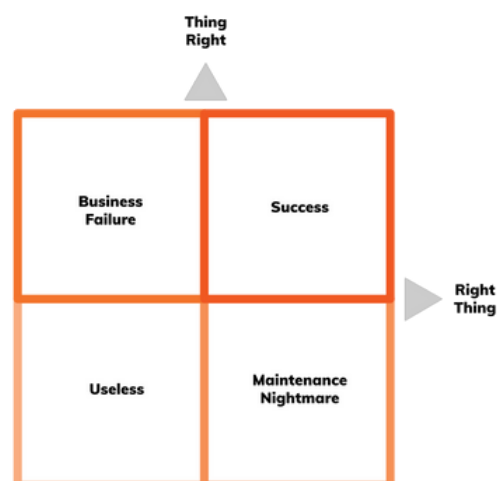 Thing
Right
Business
Failure
Success
Right
Thing
Useless
Maintenance
Nightmare